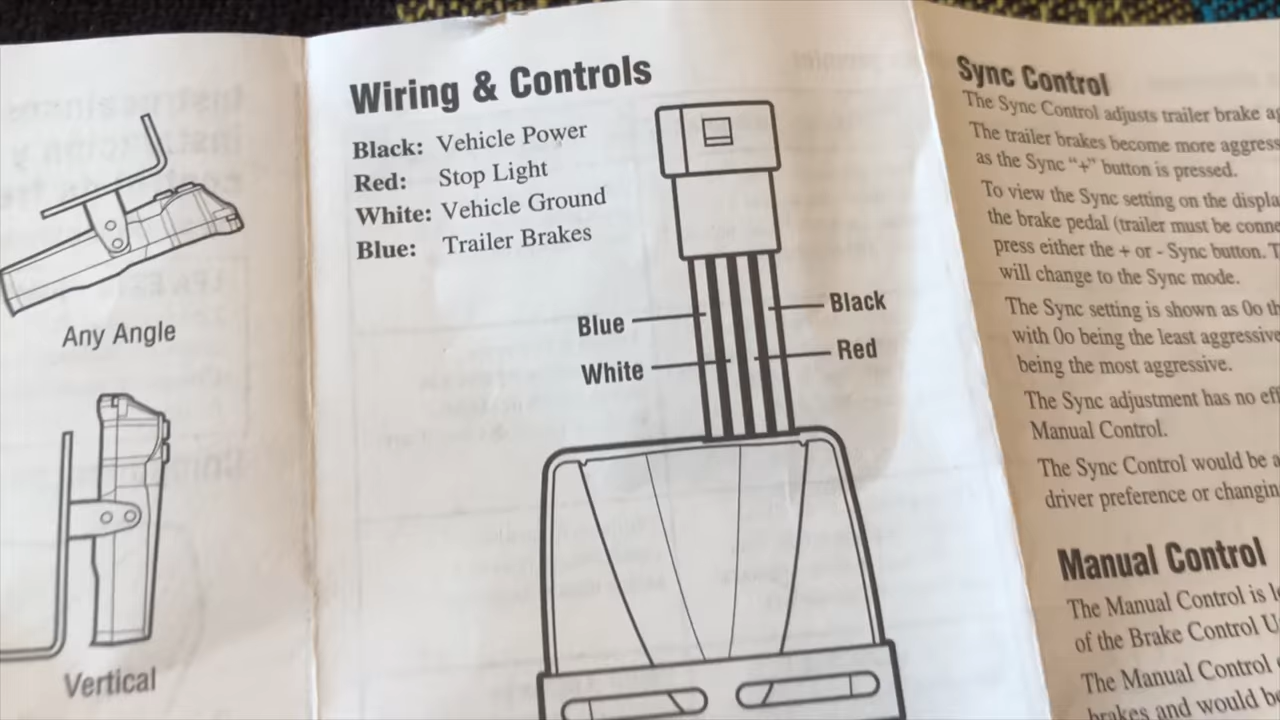 Any Angle
Vertical
Wiring & Controls
Black: Vehicle Power
Red: Stop Light
White: Vehicle Ground
Blue: Trailer Brakes
Blue
White
Black
Red
Sync Control
The Sync Control adjusts trailer brake
The trailer brakes become more
as the Sync "+" button is pressed.
To view the Sync setting on the
the brake pedal (trailer must be
press either the + or - Sync button.
will change to the Sync mode.
The Sync setting is shown as 0o
with 0o being the least aggressive
being the most aggressive.
The Sync adjustment has no
Manual Control.
The Sync Control would be a
driver preference or
Manual Control
The Manual Control is
of the Brake Control
The Manual Control
brakes and would